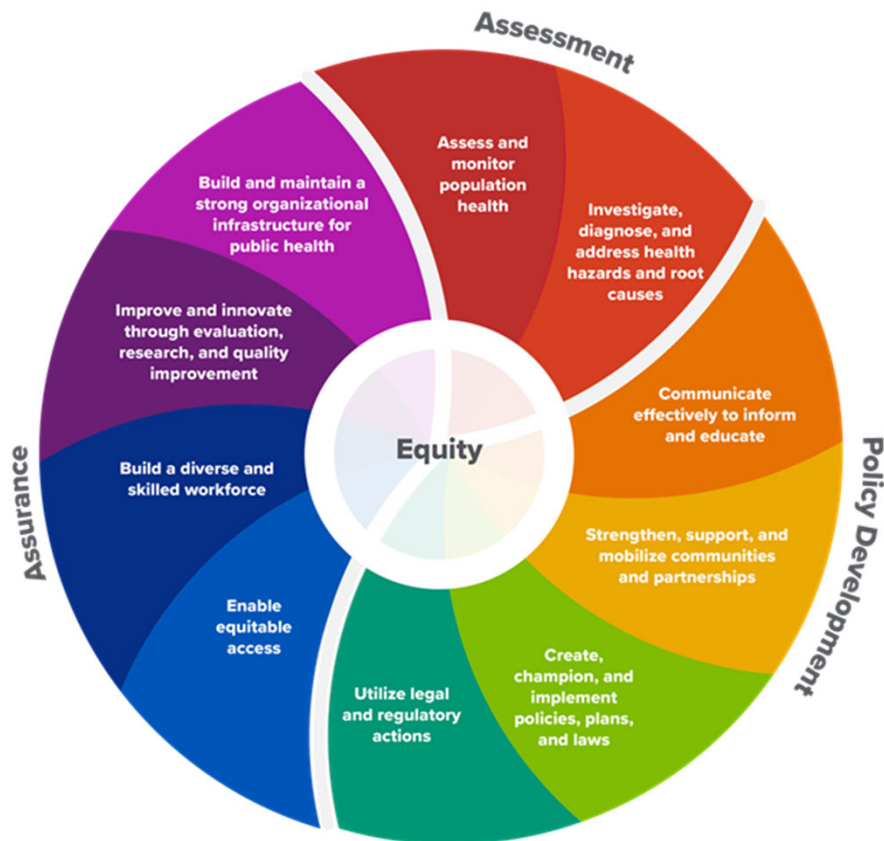 Assessment
Assess and
monitor
population
health
Investigate,
diagnose, and
address health
hazards and root
causes
Policy Development
Communicate
effectively to inform
and educate
Strengthen, support, and
mobilize communities
and partnerships
Create,
champion, and
implement
policies, plans,
and laws
Utilize legal
and regulatory
actions
Assurance
Enable
equitable
access
Build a diverse and
skilled workforce
Improve and innovate
through evaluation,
research, and quality
improvement
Build and maintain a
strong organizational
infrastructure for
public health
Equity